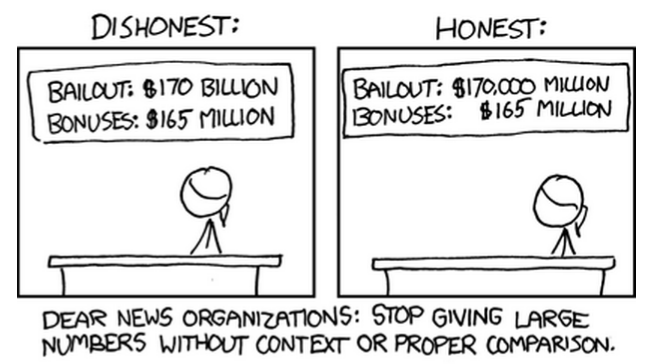 DISHONEST:
BAILOUT: $170 BILLION
BONUSES: $165 MILLION
HONEST:
BAILOUT: $170,000 MILLION
BONUSES: $165 MILLION
DEAR NEWS ORGANIZATIONS: STOP GIVING LARGE
NUMBERS WITHOUT CONTEXT OR PROPER COMPARISON.